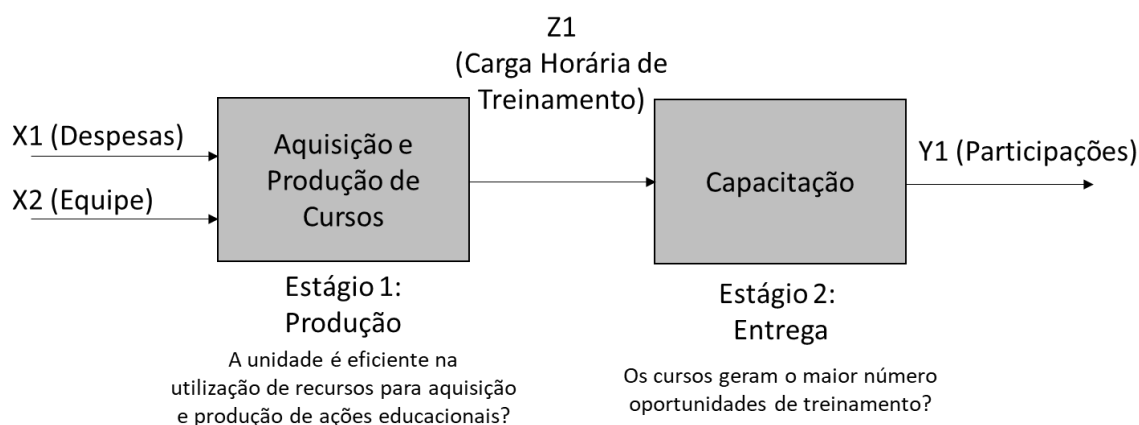 Z1
(Carga Horária de
Treinamento)
X1 (Despesas)
X2 (Equipe)
Aquisição e
Produção de
Cursos
Capacitação
Y1 (Participações)
Estágio 1:
Produção
A unidade é eficiente na
utilização de recursos para aquisição
e produção de ações educacionais?
Estágio 2:
Entrega
Os cursos geram o maior número
oportunidades de treinamento?